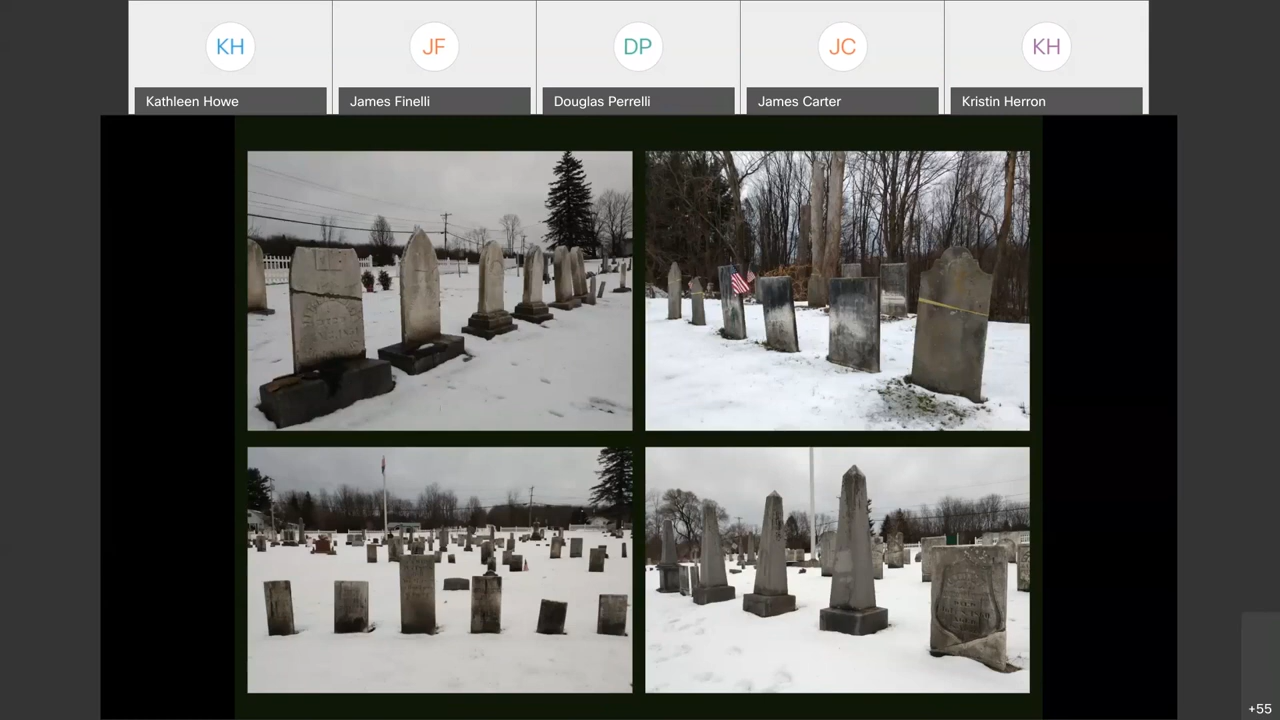 KH
JF
DP
JC
KH
Kathleen Howe
James Finelli
Douglas Perrelli
James Carter
Kristin Herron
+55